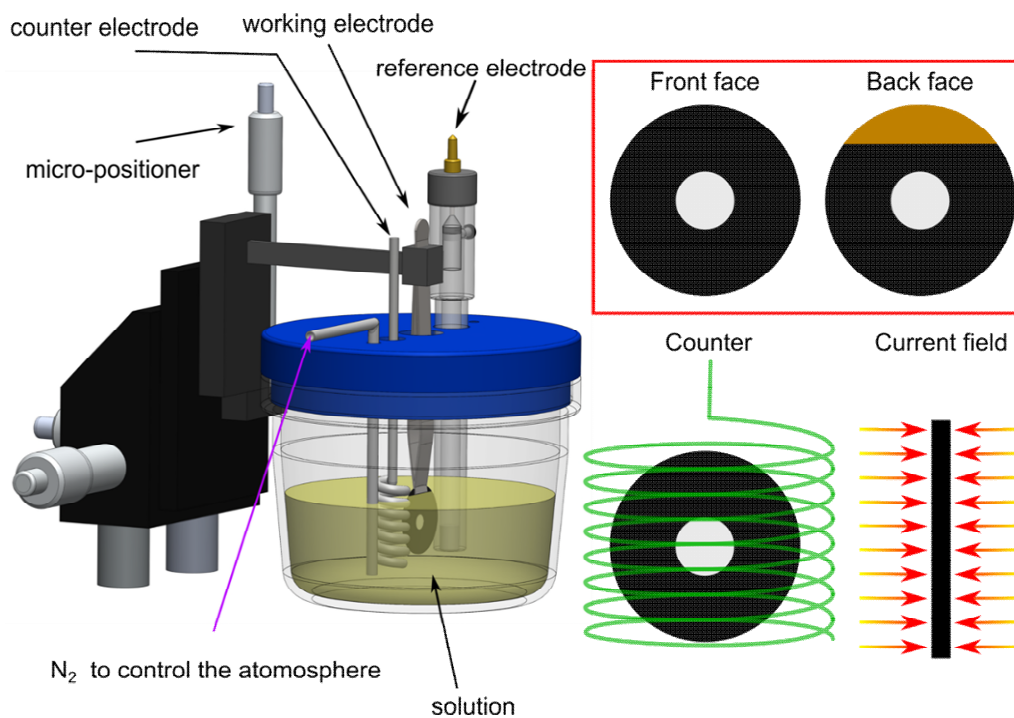 counter electrode
working electrode
reference electrode
micro-positioner
Front face
Back face
Counter
Current field
N₂ to control the atomosphere
solution